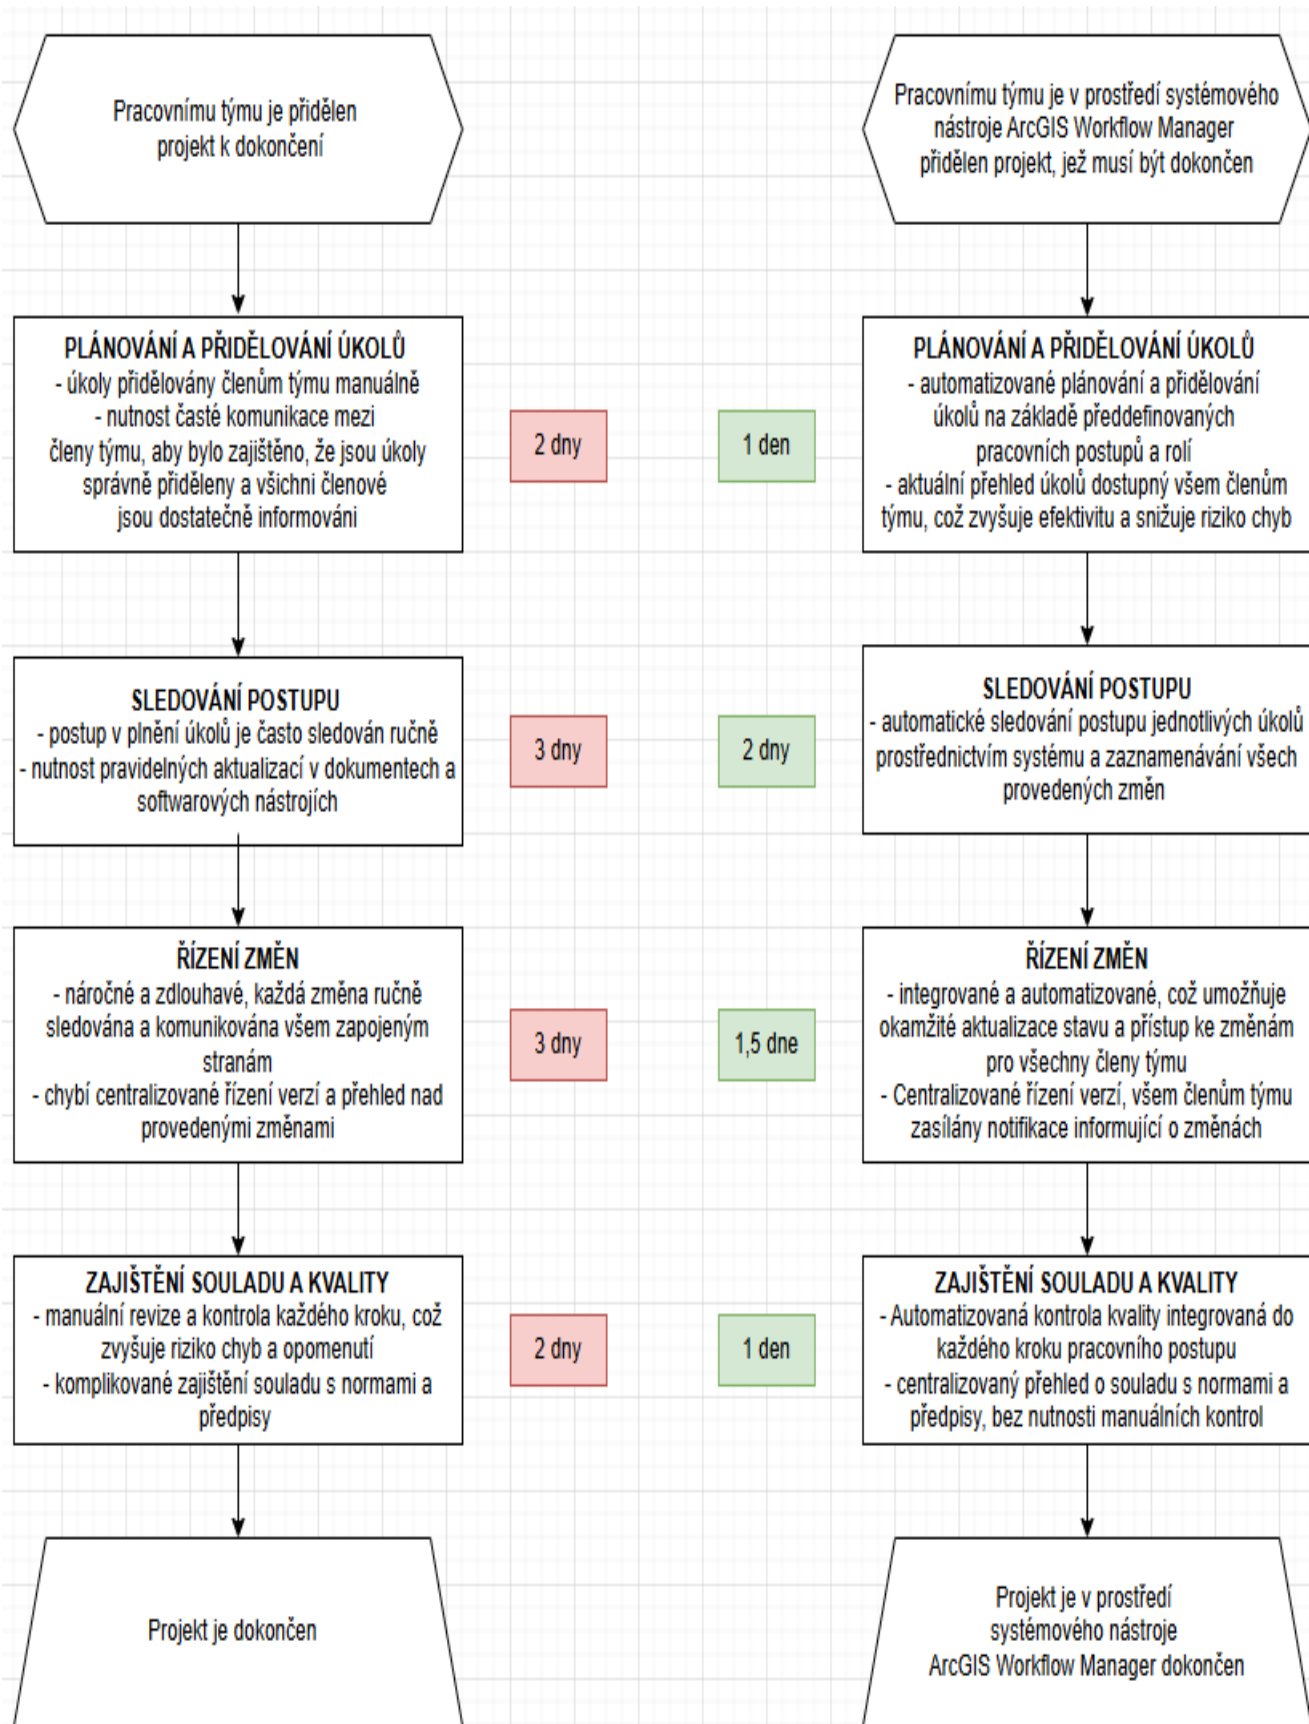 Pracovnímu týmu je přidělen
projekt k dokončení
Pracovnímu týmu je v prostředí systémového
nástroje ArcGIS Workflow Manager
přidělen projekt, jež musí být dokončen
PLÁNOVÁNÍ A PŘIDĚLOVÁNÍ ÚKOLŮ
- úkoly přidělovány členům týmu manuálně
- nutnost časté komunikace mezi
členy týmu, aby bylo zajištěno, že jsou úkoly
správně přiděleny a všichni členové
jsou dostatečně informováni
2 dny
1 den
PLÁNOVÁNÍ A PŘIDĚLOVÁNÍ ÚKOLŮ
- automatizované plánování a přidělování
úkolů na základě předdefinovaných
pracovních postupů a rolí
- aktuální přehled úkolů dostupný všem členům
týmu, což zvyšuje efektivitu a snižuje riziko chyb
SLEDOVÁNÍ POSTUPU
- postup v plnění úkolů je často sledován ručně
- nutnost pravidelných aktualizací v dokumentech a
softwarových nástrojích
3 dny
2 dny
SLEDOVÁNÍ POSTUPU
- automatické sledování postupu jednotlivých úkolů
prostřednictvím systému a zaznamenávání všech
provedených změn
ŘÍZENÍ ZMĚN
- náročné a zdlouhavé, každá změna ručně
sledována a komunikována všem zapojeným
stranám
- chybí centralizované řízení verzí a přehled nad
provedenými změnami
3 dny
1,5 dne
ŘÍZENÍ ZMĚN
- integrované a automatizované, což umožňuje
okamžité aktualizace stavu a přístup ke změnám
pro všechny členy týmu
- Centralizované řízení verzí, všem členům týmu
zasílány notifikace informující o změnách
ZAJIŠTĚNÍ SOULADU A KVALITY
- manuální revize a kontrola každého kroku, což
zvyšuje riziko chyb a opomenutí
- komplikované zajištění souladu s normami a
předpisy
2 dny
1 den
ZAJIŠTĚNÍ SOULADU A KVALITY
- Automatizovaná kontrola kvality integrovaná do
každého kroku pracovního postupu
- centralizovaný přehled o souladu s normami a
předpisy, bez nutnosti manuálních kontrol
Projekt je dokončen
Projekt je v prostředí
systémového nástroje
ArcGIS Workflow Manager dokončen